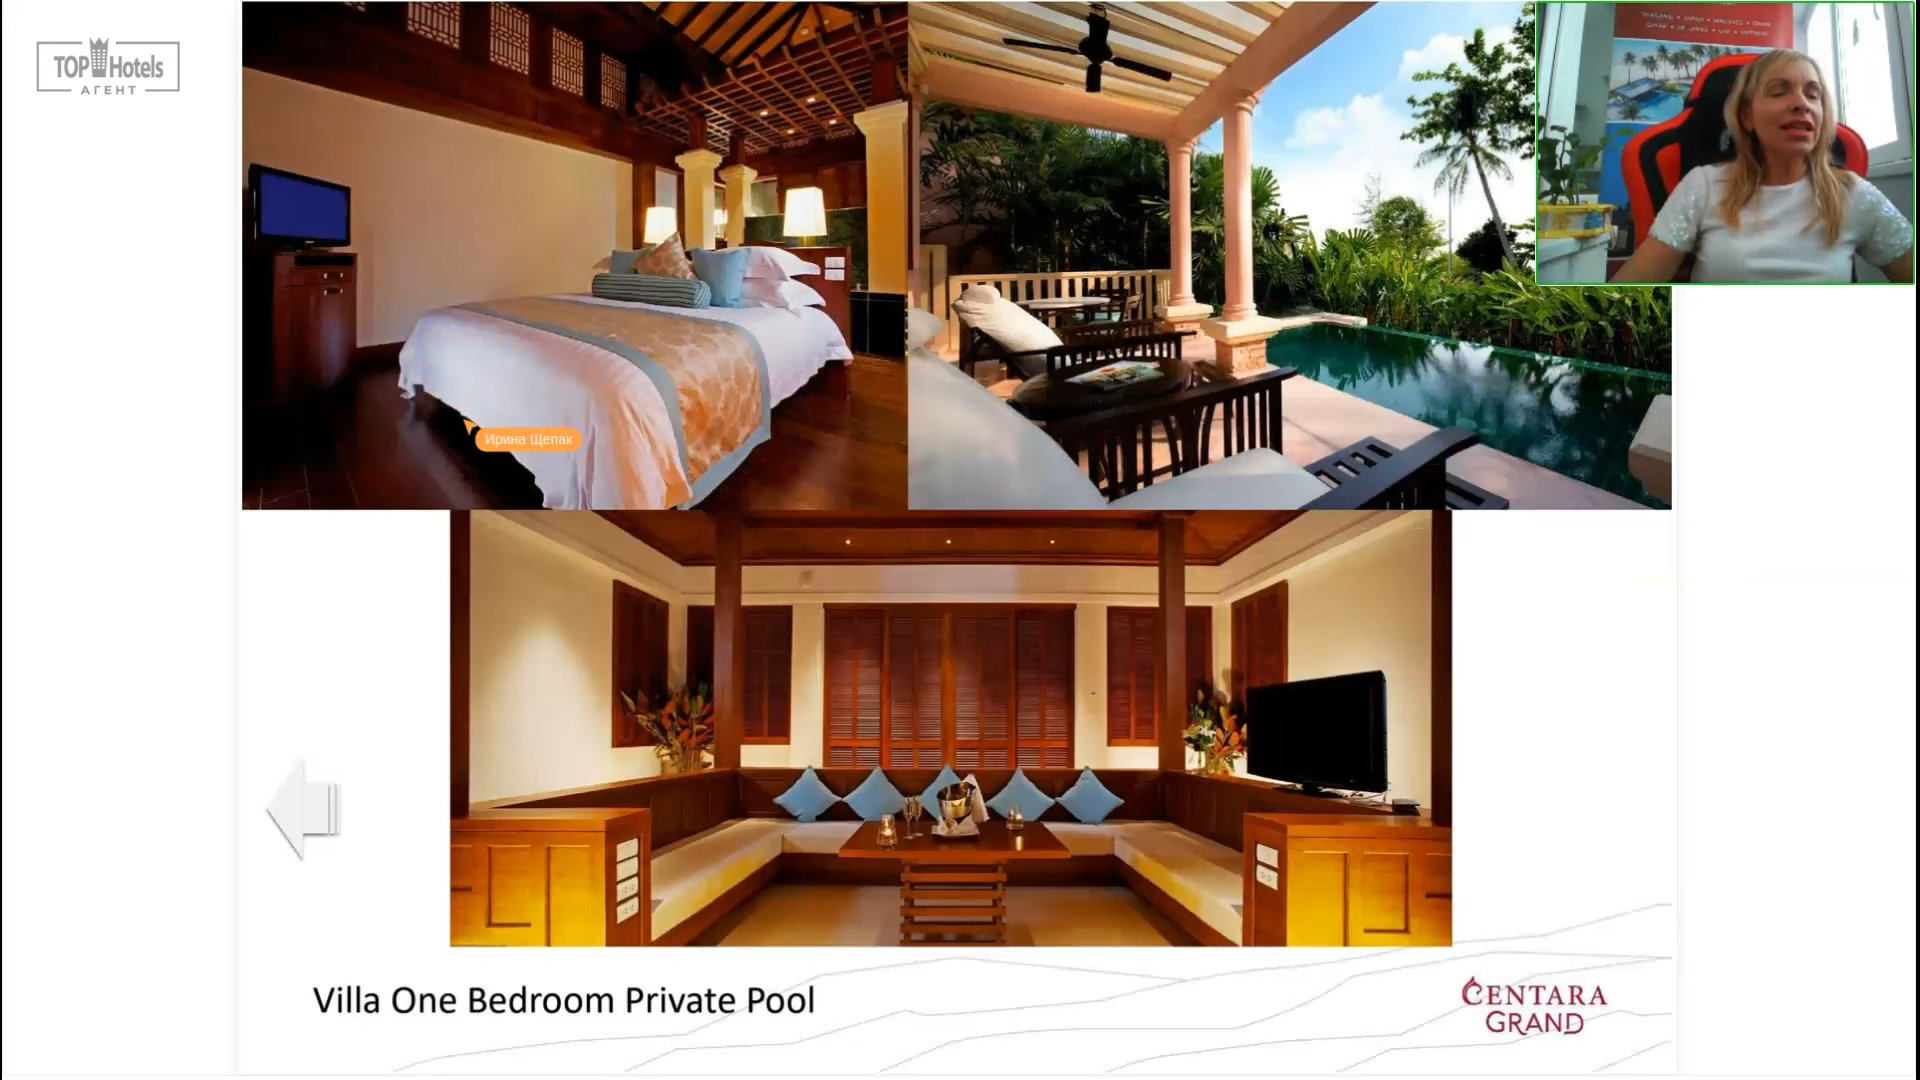 TOP Hotels
АГЕНТ
Ирина Щепак
Villa One Bedroom Private Pool
CENTARA
GRAND